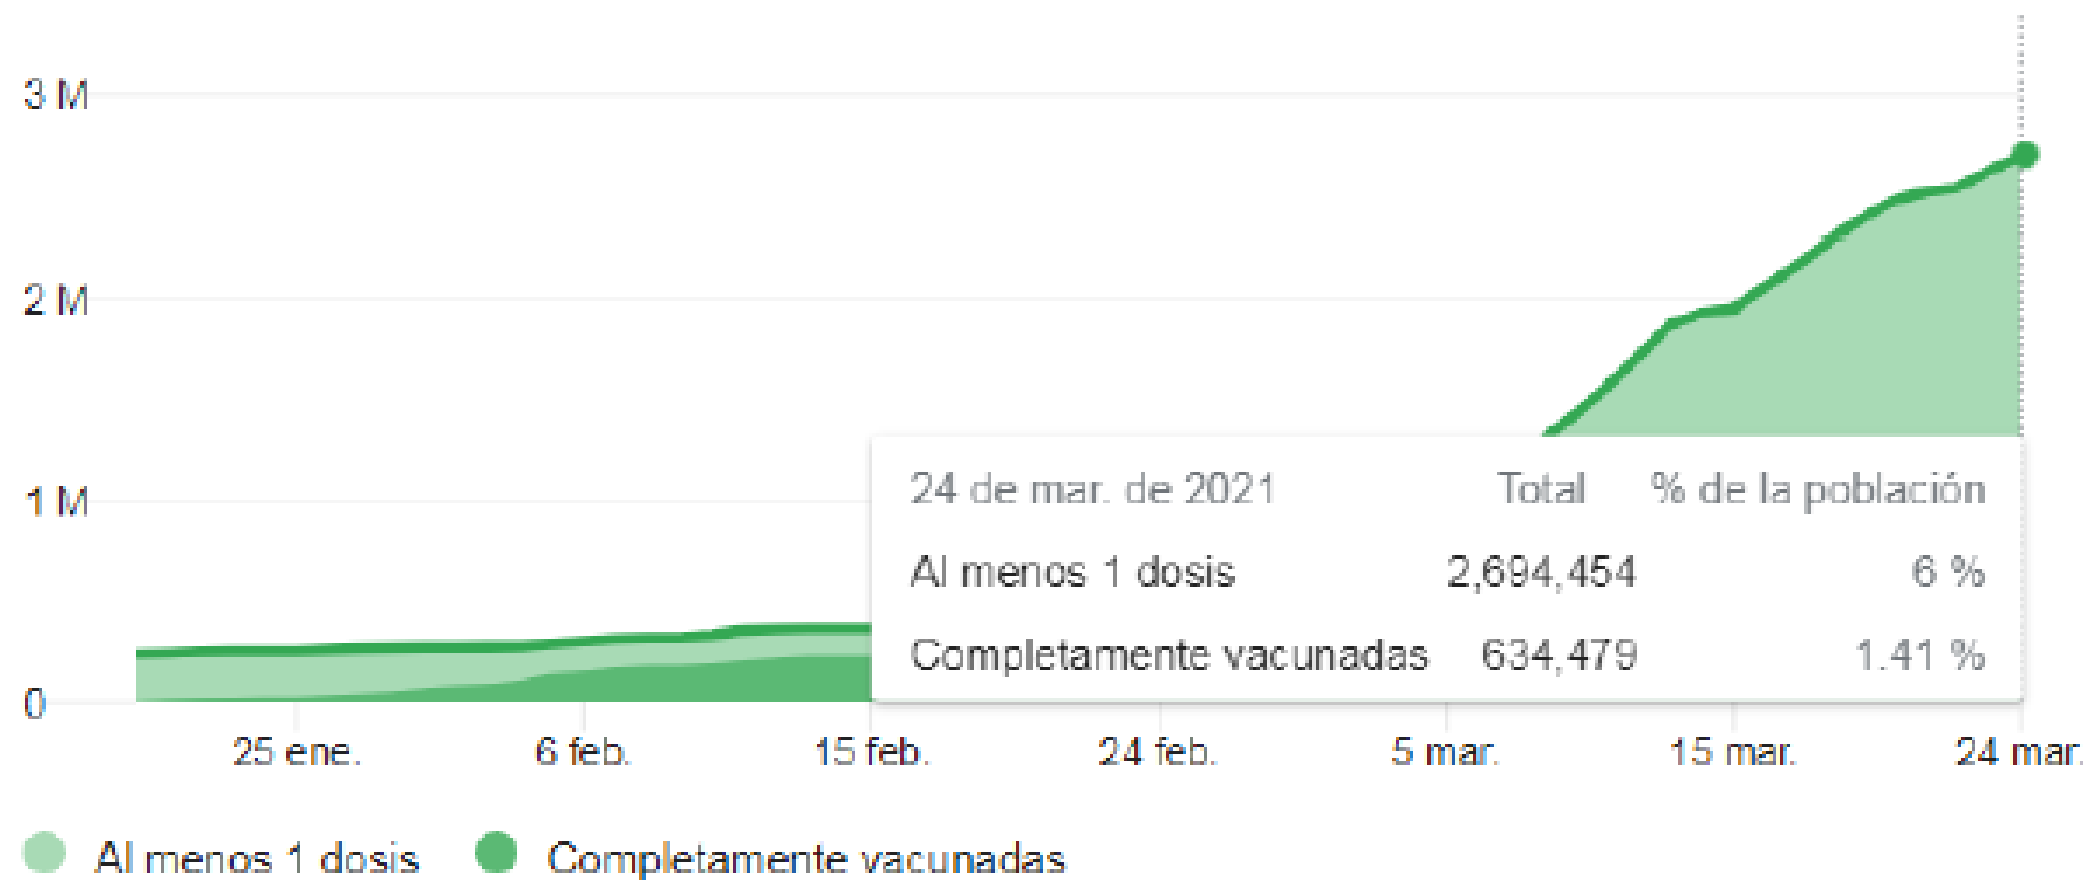 3 M
2 M
1 M
0
24 de mar. de 2021 Total % de la población
Al menos 1 dosis 2,694,454 6 %
Completamente vacunadas 634,479 1.41 %
25 ene. 6 feb. 15 feb. 24 feb. 5 mar. 15 mar. 24 mar.
Al menos 1 dosis Completamente vacunadas